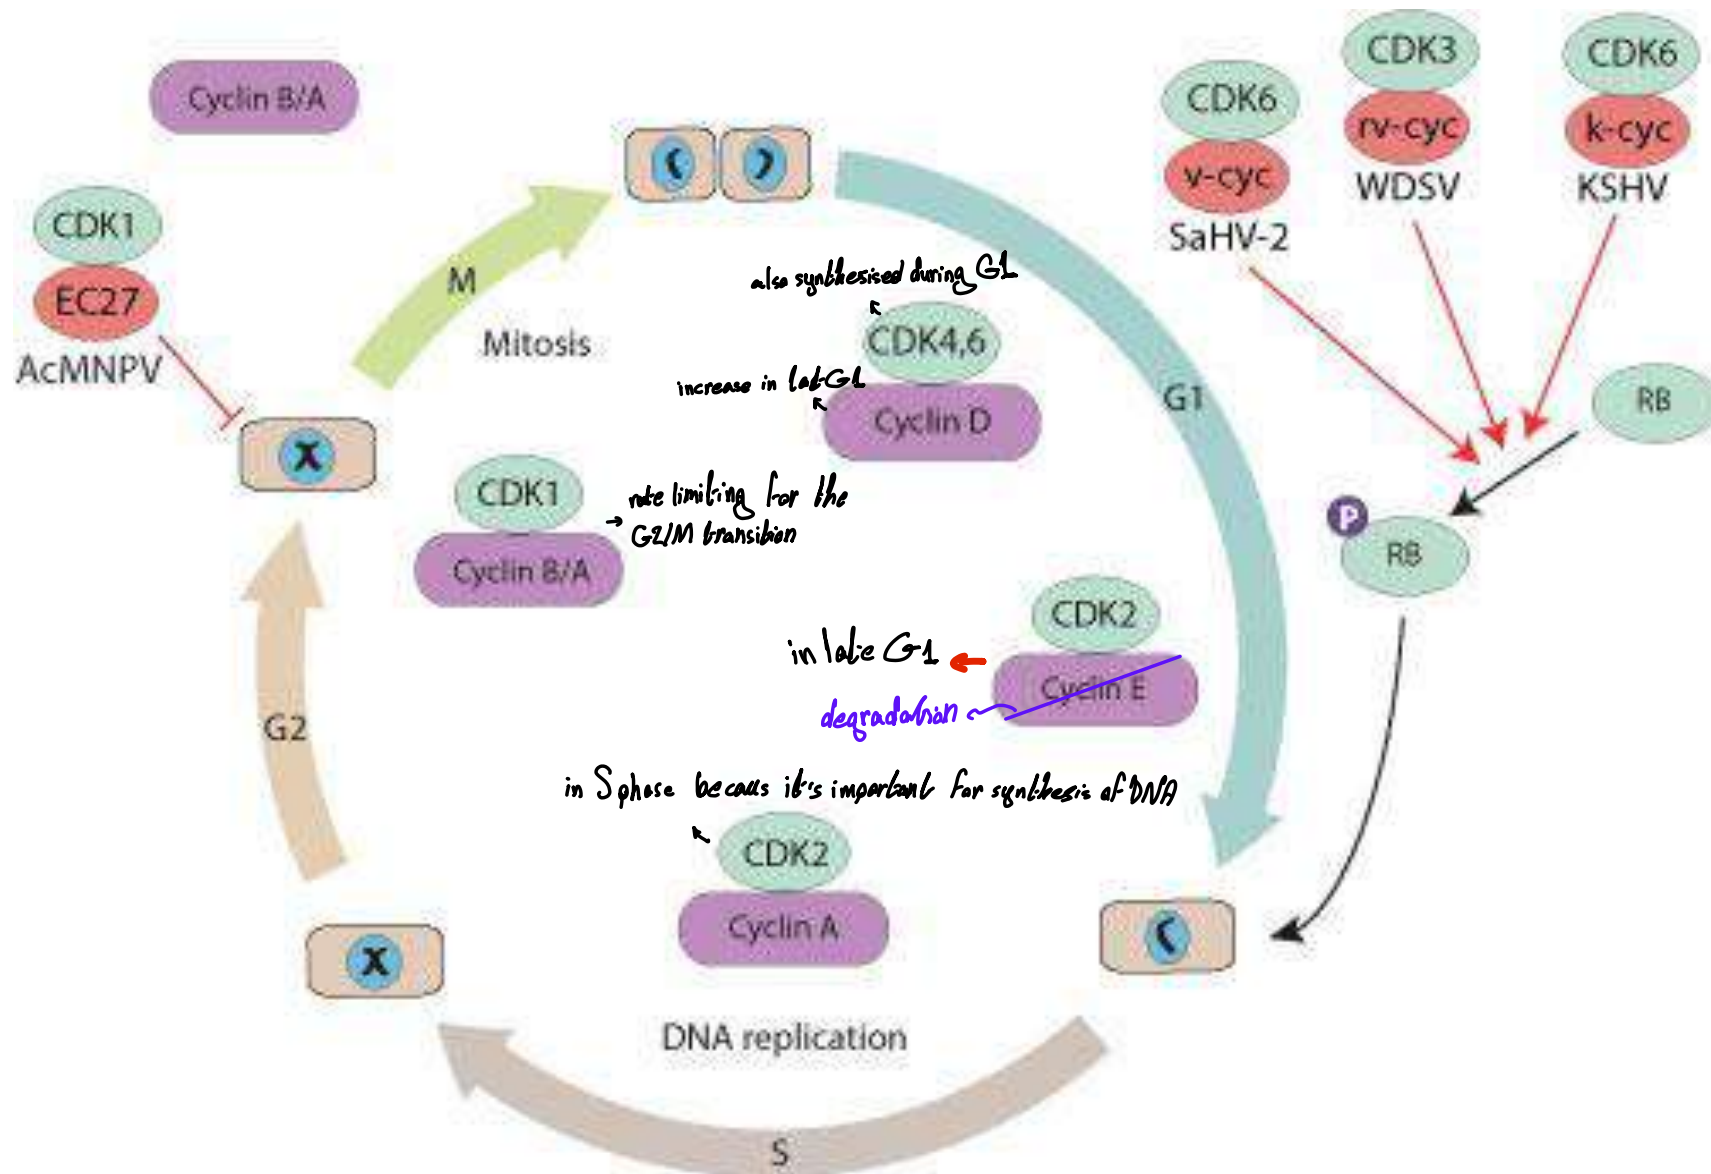 Cyclin B/A
CDK1
EC27
AcMNPV
M
Mitosis
also synthesised during G1
CDK4,6
increase in late G1
Cyclin D
G1
CDK6
v-cyc
SaHV-2
CDK3
rv-cyc
WDSV
CDK6
k-cyc
KSHV
RB
P
RB
CDK1
Cyclin B/A
rate limiting for the
G2/M transition
CDK2
Cyclin E
in late G1
degradation
G2
in S phase becaus it's important for synthesis of DNA
CDK2
Cyclin A
DNA replication
S